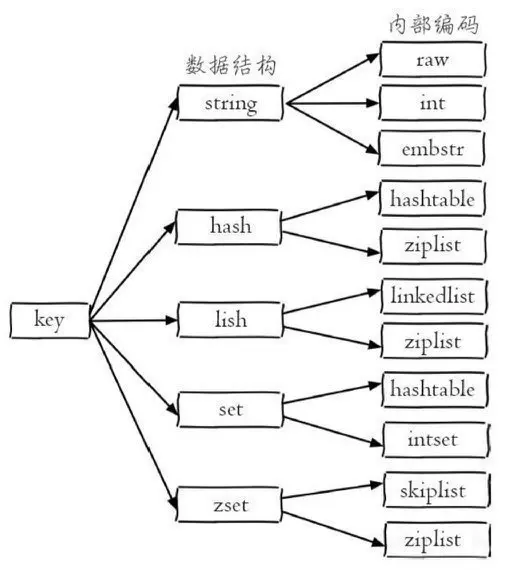 数据结构
内部编码
key
string
raw
int
embstr
hash
hashtable
ziplist
lish
linkedlist
ziplist
set
hashtable
intset
zset
skiplist
ziplist